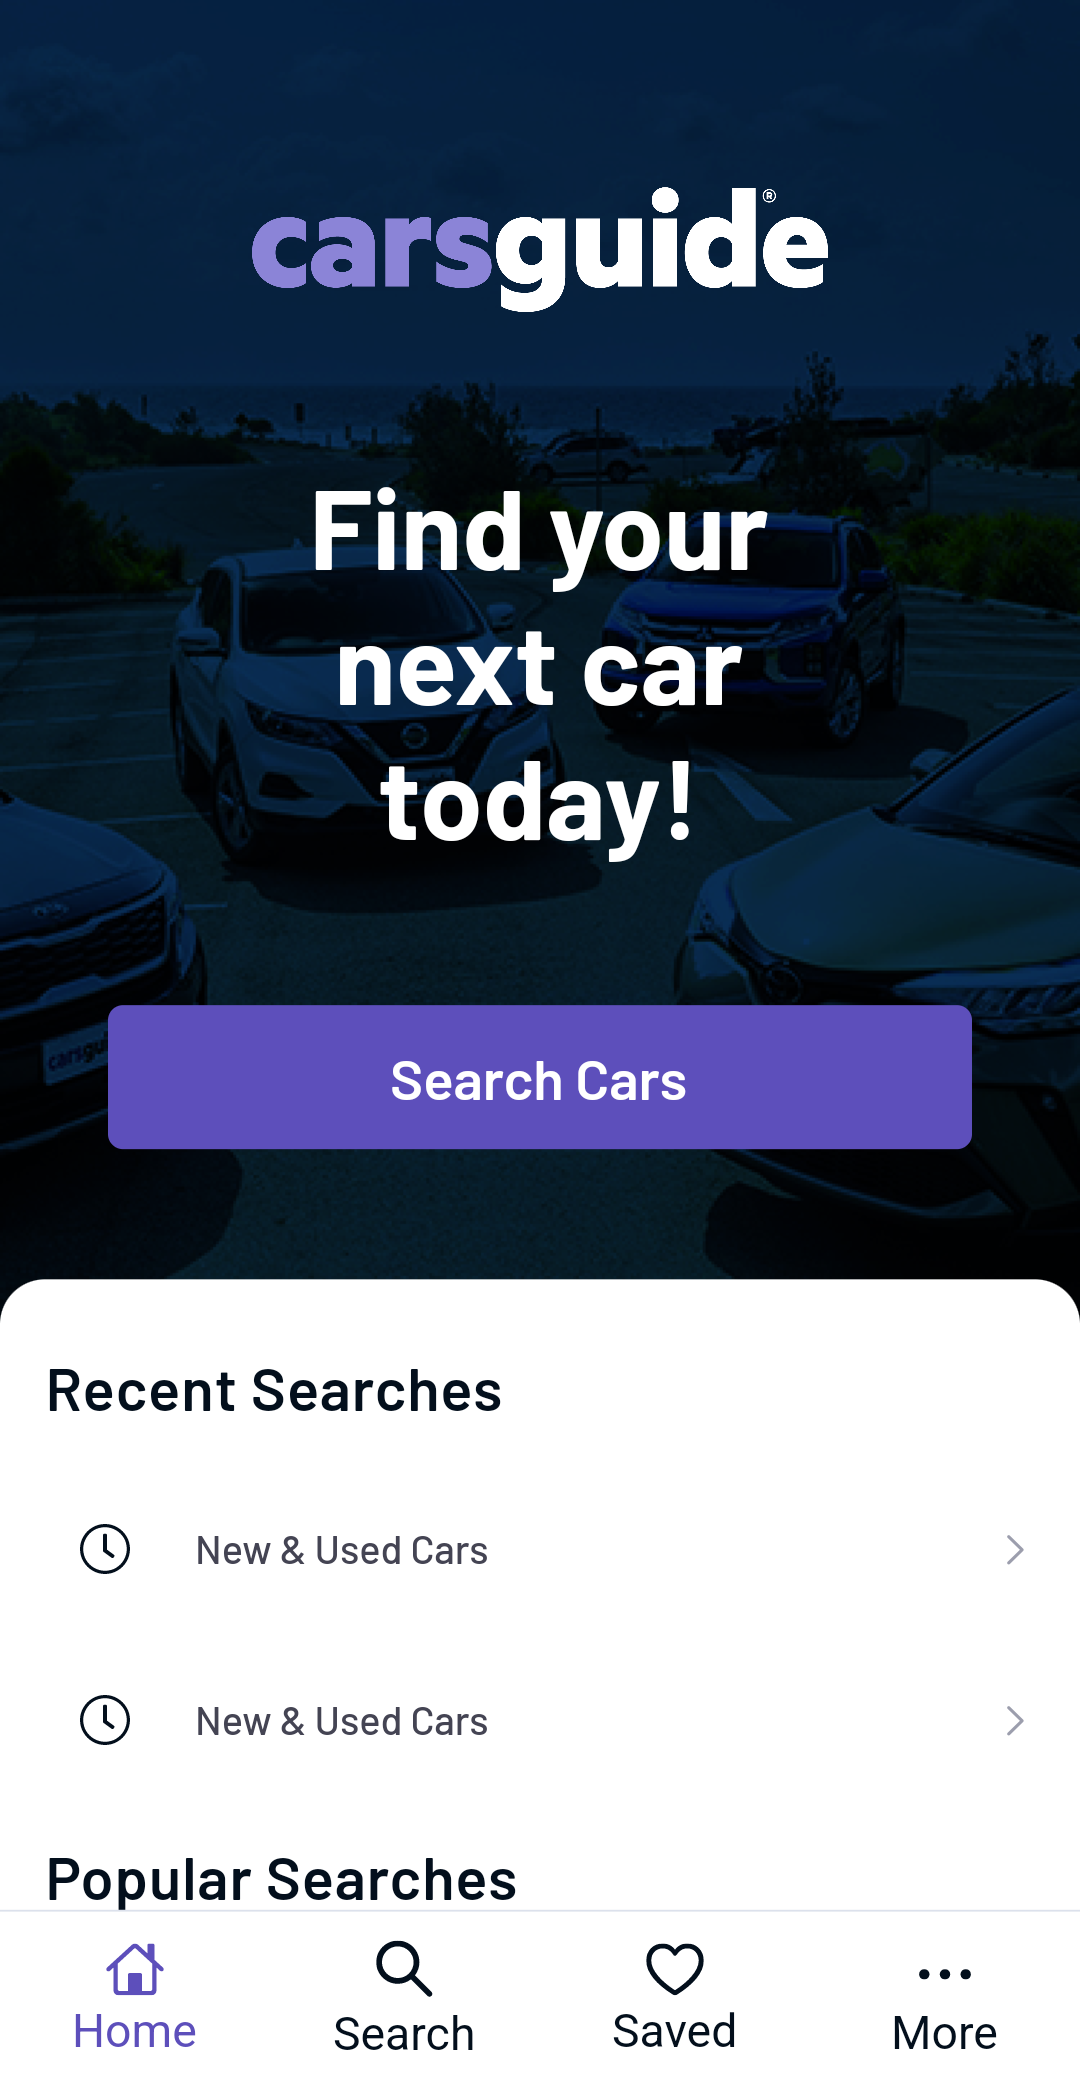 carsguide®
Find your
next car
today!
carsgu
Search Cars
Recent Searches
New & Used Cars
New & Used Cars
Popular Searches
Home
Search
Saved
More